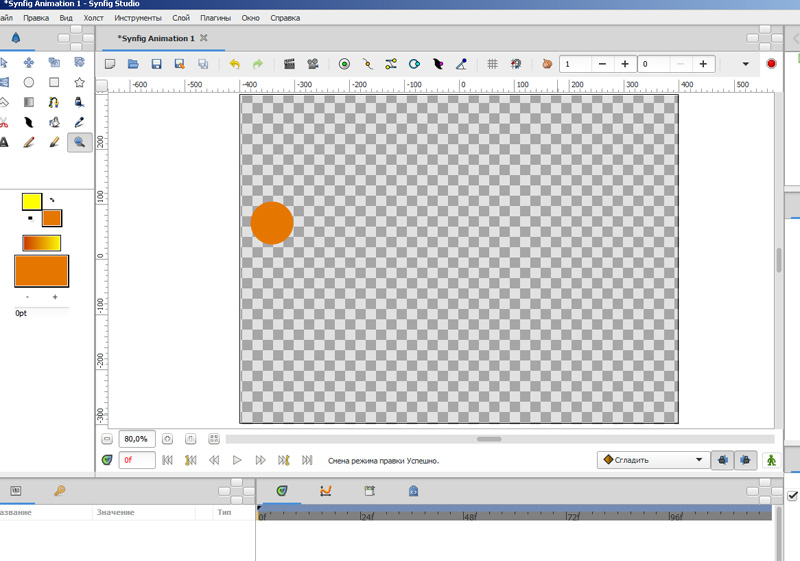 *Synfig Animation 1 - Synfig Studio
айл Правка Вид Холст Инструменты Слой Плагины Окно Справка
*Synfig Animation 1
1 0
-600 -500 -400 -300 -200 -100 0 100 200 300 400 500
200
100
0
-100
-200
-300
0pt
80,0%
0f Смена режима правки Успешно. Сгладить
азвание Значение Тип
0f 24f 48f 72f 96f